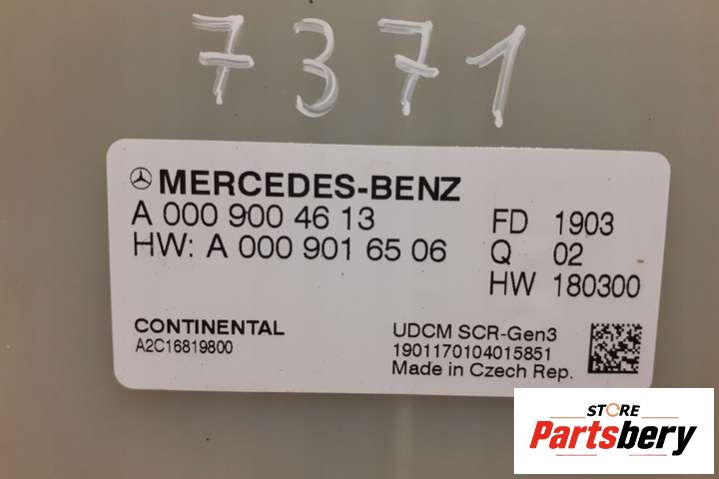 7371
MERCEDES-BENZ
A 000 900 46 13
HW: A 000 901 65 06
FD 1903
Q 02
HW 180300
CONTINENTAL
A2C16819800
UDCM SCR-Gen3
1901170104015851
Made in Czech Rep.
STORE
Partsbery